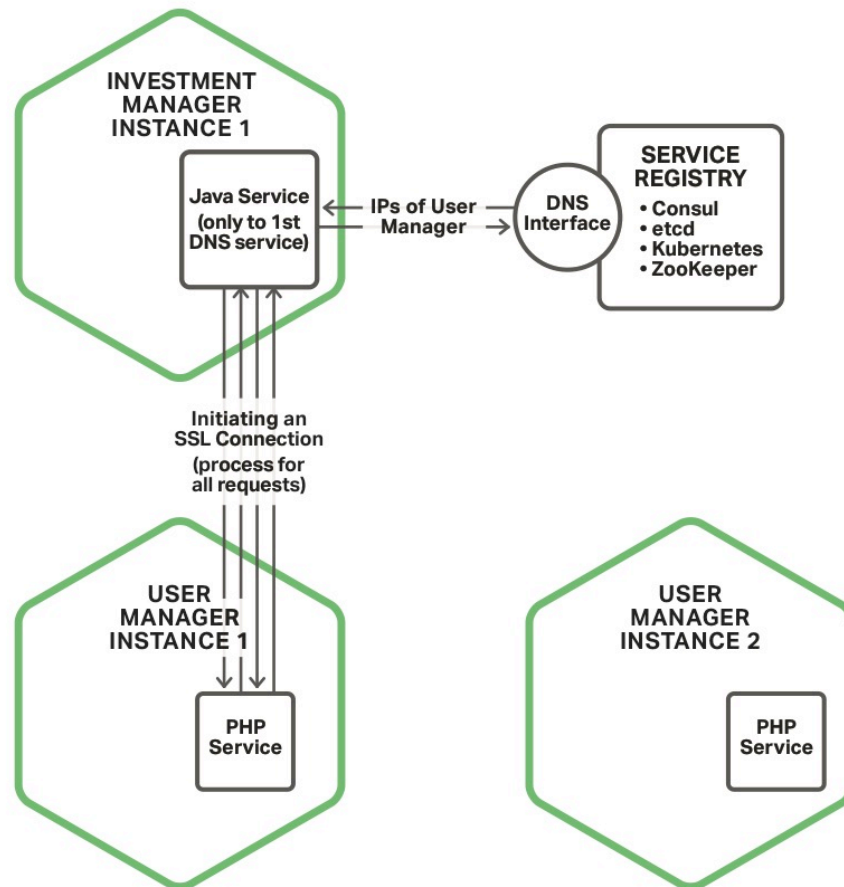 INVESTMENT
MANAGER
INSTANCE 1
Java Service
(only to 1st
DNS service)
IPs of User
Manager
DNS
Interface
SERVICE
REGISTRY
• Consul
• etcd
• Kubernetes
• ZooKeeper
Initiating an
SSL Connection
(process for
all requests)
USER
MANAGER
INSTANCE 1
PHP
Service
USER
MANAGER
INSTANCE 2
PHP
Service